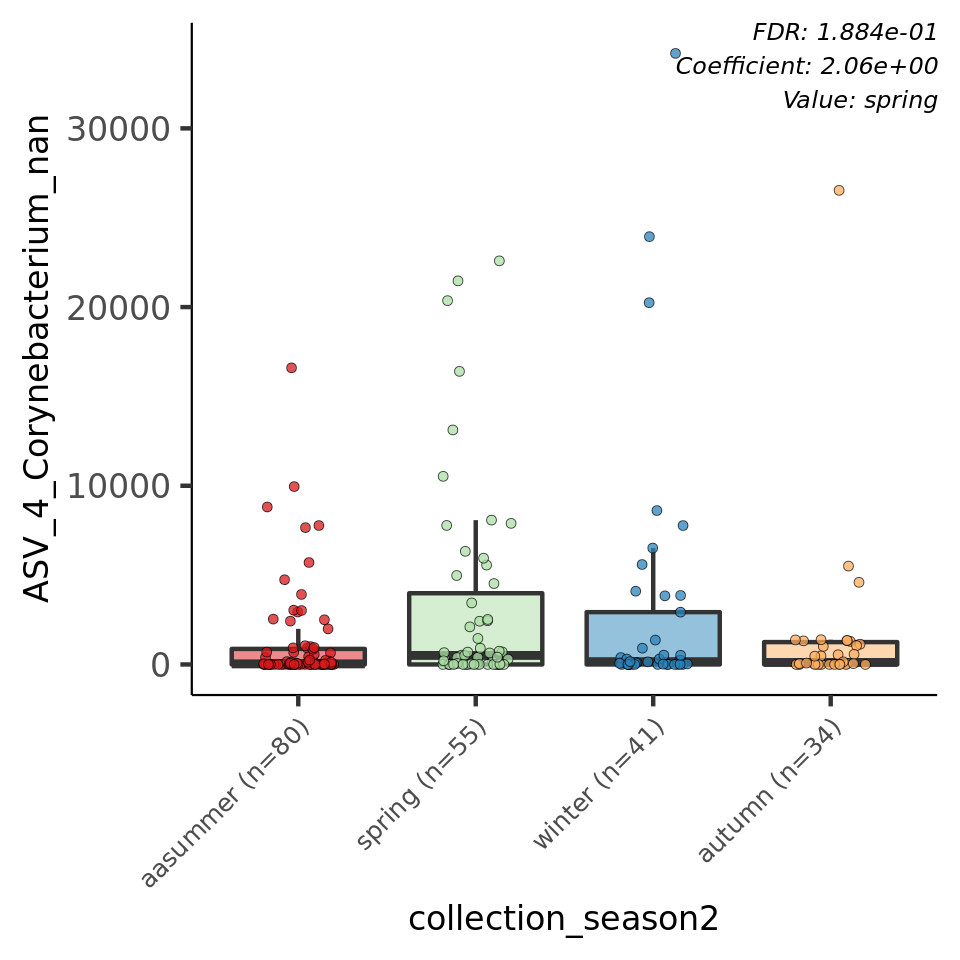 FDR: 1.884e-01
Coefficient: 2.06e+00
Value: spring
ASV_4_Corynebacterium_nan
30000
20000
10000
0
aasummer (n=80)
spring (n=55)
winter (n=41)
autumn (n=34)
collection_season2